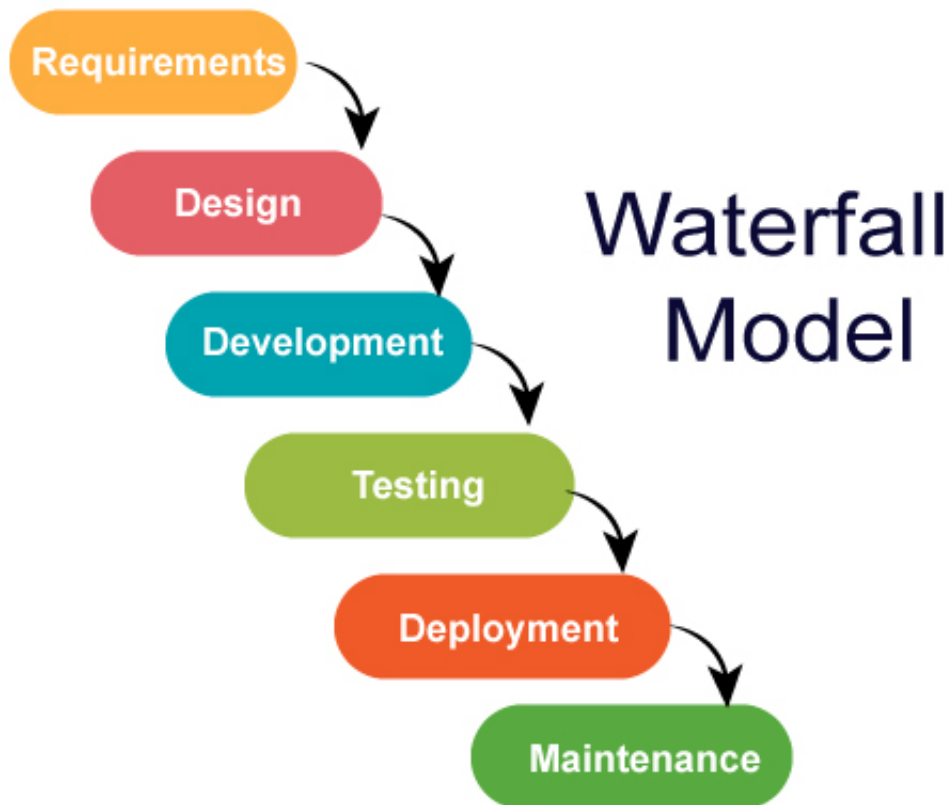 Requirements
Design
Waterfall
Model
Development
Testing
Deployment
Maintenance